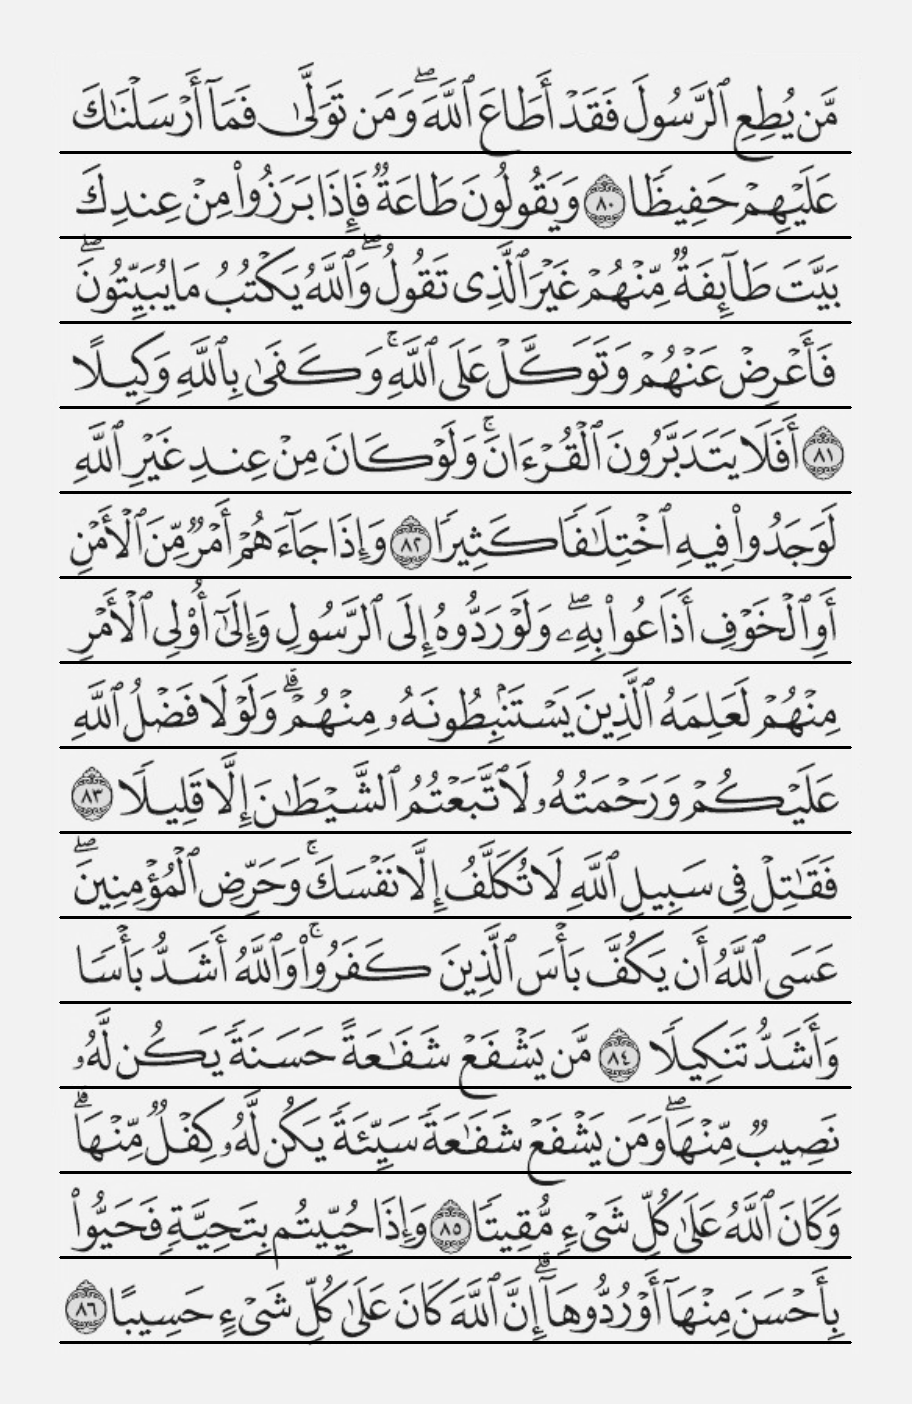 مَّن يُطِعِ ٱلرَّسُولَ فَقَدْ أَطَاعَ ٱللَّهَ ۖ وَمَن تَوَلَّىٰ فَمَآ أَرْسَلْنَٰكَ
عَلَيْهِمْ حَفِيظًا ٨٠ وَيَقُولُونَ طَاعَةٌ فَإِذَا بَرَزُوا۟ مِنْ عِندِكَ
بَيَّتَ طَآئِفَةٌ مِّنْهُمْ غَيْرَ ٱلَّذِى تَقُولُ ۖ وَٱللَّهُ يَكْتُبُ مَا يُبَيِّتُونَ ۖ
فَأَعْرِضْ عَنْهُمْ وَتَوَكَّلْ عَلَى ٱللَّهِ ۚ وَكَفَىٰ بِٱللَّهِ وَكِيلًا
٨١ أَفَلَا يَتَدَبَّرُونَ ٱلْقُرْءَانَ ۚ وَلَوْ كَانَ مِنْ عِندِ غَيْرِ ٱللَّهِ
لَوَجَدُوا۟ فِيهِ ٱخْتِلَٰفًا كَثِيرًا ٨٢ وَإِذَا جَآءَهُمْ أَمْرٌ مِّنَ ٱلْأَمْنِ
أَوِ ٱلْخَوْفِ أَذَاعُوا۟ بِهِۦ ۖ وَلَوْ رَدُّوهُ إِلَى ٱلرَّسُولِ وَإِلَىٰٓ أُو۟لِى ٱلْأَمْرِ
مِنْهُمْ لَعَلِمَهُ ٱلَّذِينَ يَسْتَنۢبِطُونَهُۥ مِنْهُمْ ۗ وَلَوْلَا فَضْلُ ٱللَّهِ
عَلَيْكُمْ وَرَحْمَتُهُۥ لَٱتَّبَعْتُمُ ٱلشَّيْطَٰنَ إِلَّا قَلِيلًا ٨٣
فَقَٰتِلْ فِى سَبِيلِ ٱللَّهِ لَا تُكَلَّفُ إِلَّا نَفْسَكَ ۚ وَحَرِّضِ ٱلْمُؤْمِنِينَ ۖ
عَسَى ٱللَّهُ أَن يَكُفَّ بَأْسَ ٱلَّذِينَ كَفَرُوا۟ ۚ وَٱللَّهُ أَشَدُّ بَأْسًا
وَأَشَدُّ تَنكِيلًا ٨٤ مَّن يَشْفَعْ شَفَٰعَةً حَسَنَةً يَكُن لَّهُۥ
نَصِيبٌ مِّنْهَا ۖ وَمَن يَشْفَعْ شَفَٰعَةً سَيِّئَةً يَكُن لَّهُۥ كِفْلٌ مِّنْهَا ۗ
وَكَانَ ٱللَّهُ عَلَىٰ كُلِّ شَىْءٍ مُّقِيتًا ٨٥ وَإِذَا حُيِّيتُم بِتَحِيَّةٍ فَحَيُّوا۟
بِأَحْسَنَ مِنْهَآ أَوْ رُدُّوهَآ ۗ إِنَّ ٱللَّهَ كَانَ عَلَىٰ كُلِّ شَىْءٍ حَسِيبًا ٨٦